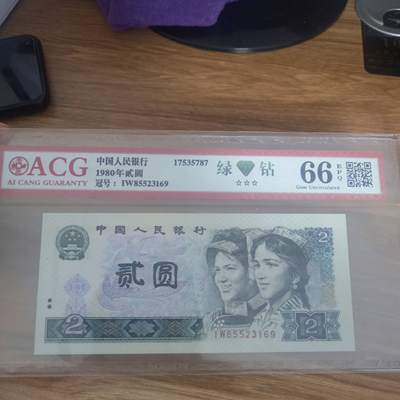 ACG
AI CANG GUARANTY
中国人民银行 17535787
1980年贰圆
冠号：IW85523169
绿 钻
☆☆☆
66 EPQ
Gem Uncirculated
中国人民银行
贰圆
2
2
2
IW85523169